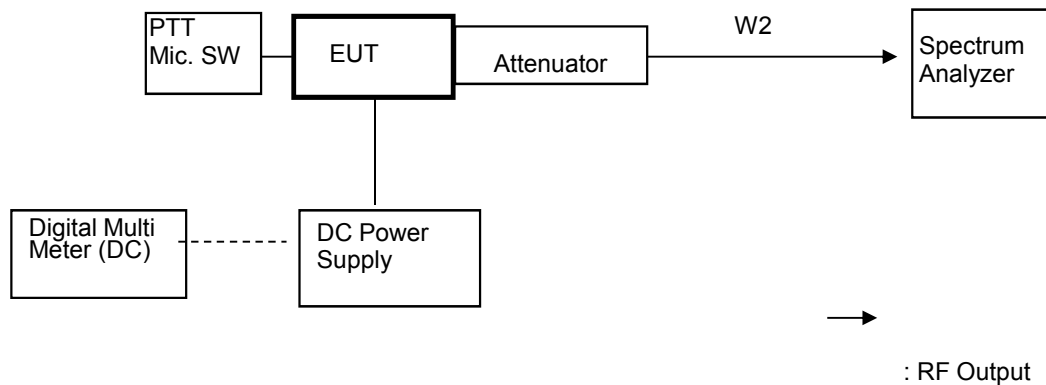 PTT
Mic. SW
EUT
Attenuator
W2
Spectrum
Analyzer
Digital Multi
Meter (DC)
DC Power
Supply
: RF Output